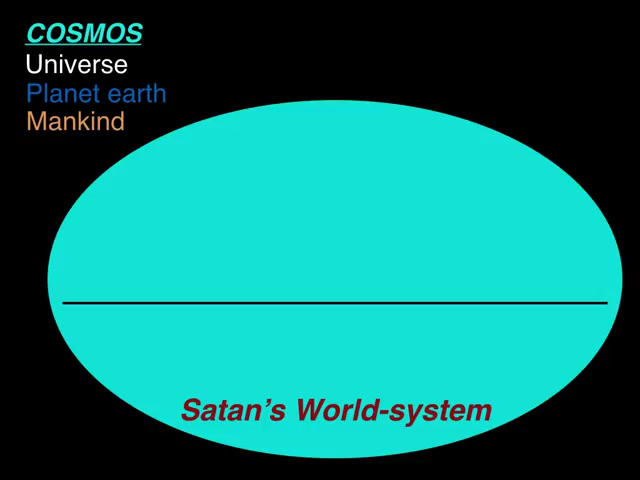 COSMOS
Universe
Planet earth
Mankind
Satan’s World-system